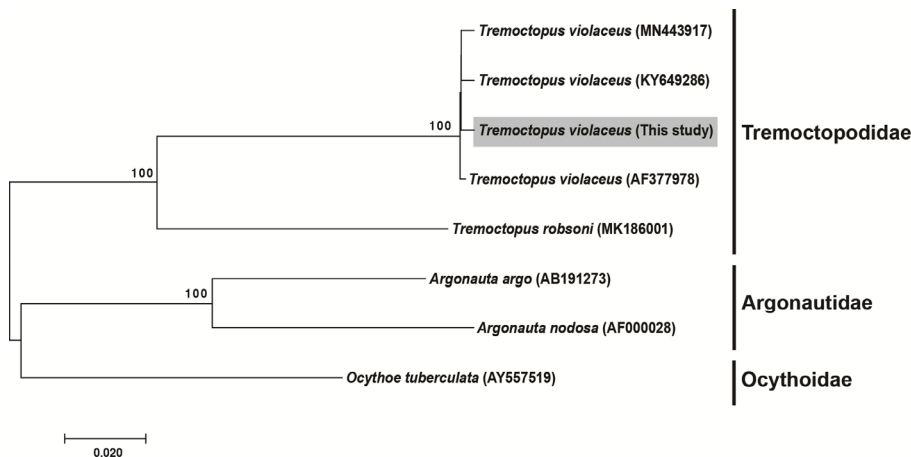 Tremoctopus violaceus (MN443917)
Tremoctopus violaceus (KY649286)
100
Tremoctopus violaceus (This study)
Tremoctopodidae
100
Tremoctopus violaceus (AF377978)
Tremoctopus robsoni (MK186001)
Argonauta argo (AB191273)
100
Argonautidae
Argonauta nodosa (AF000028)
Ocythoe tuberculata (AY557519)
Ocythoidae
0.020